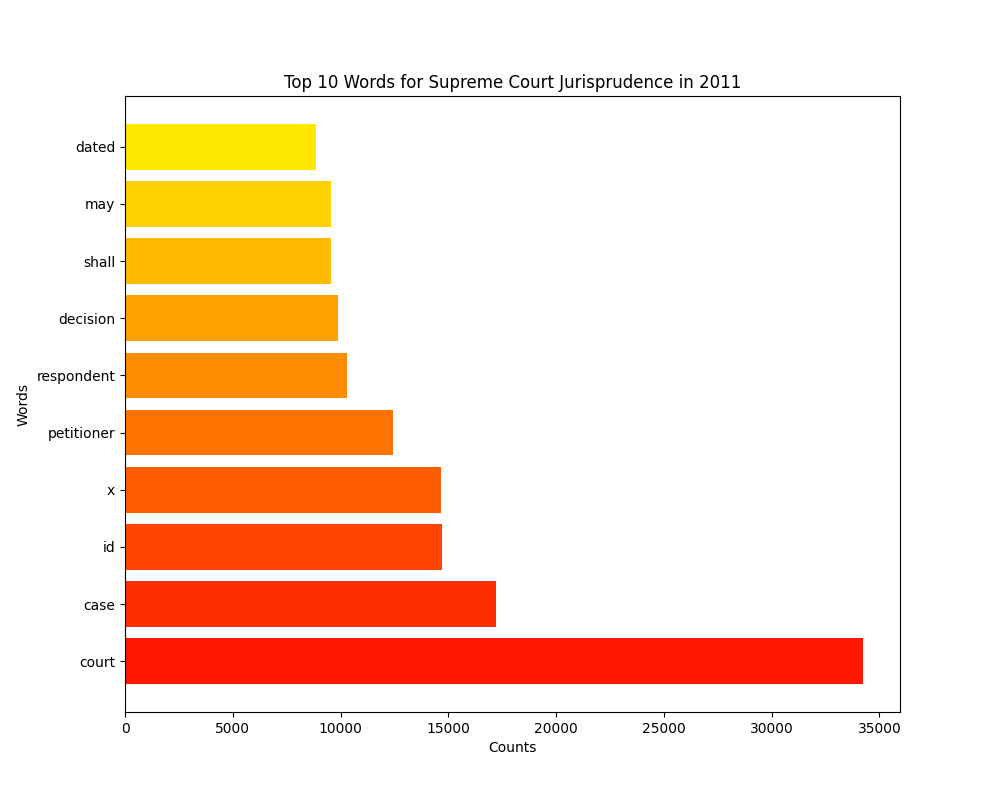 Top 10 Words for Supreme Court Jurisprudence in 2011
dated
may
shall
decision
respondent
petitioner
x
id
case
court
Words
0 5000 10000 15000 20000 25000 30000 35000
Counts